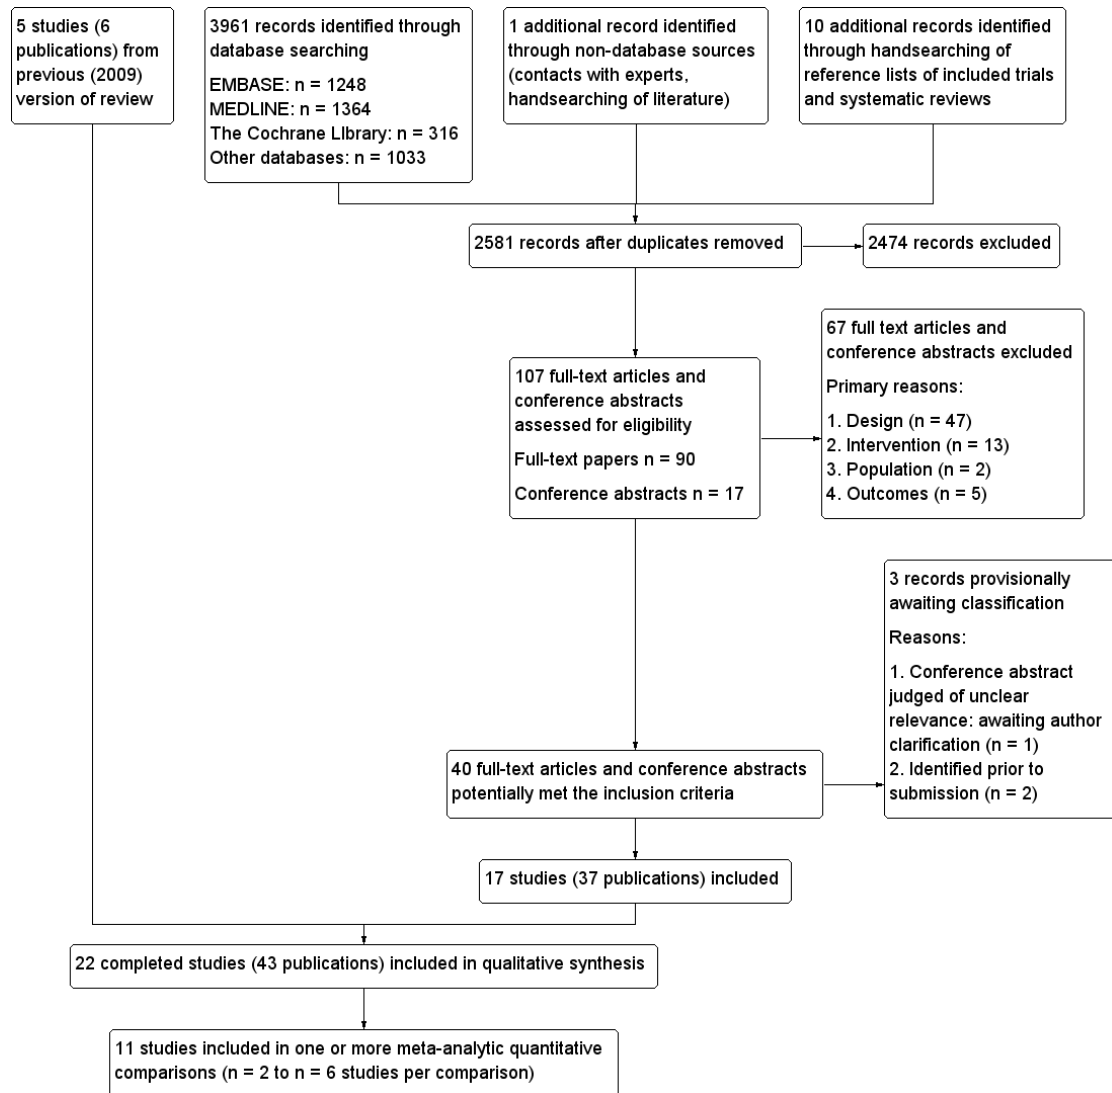 5 studies (6
publications) from
previous (2009)
version of review
3961 records identified through
database searching
EMBASE: n = 1248
MEDLINE: n = 1364
The Cochrane LIbrary: n = 316
Other databases: n = 1033
1 additional record identified
through non-database sources
(contacts with experts,
handsearching of literature)
10 additional records identified
through handsearching of
reference lists of included trials
and systematic reviews
2581 records after duplicates removed
2474 records excluded
107 full-text articles and
conference abstracts
assessed for eligibility
Full-text papers n = 90
Conference abstracts n = 17
67 full text articles and
conference abstracts excluded
Primary reasons:
1. Design (n = 47)
2. Intervention (n = 13)
3. Population (n = 2)
4. Outcomes (n = 5)
40 full-text articles and conference abstracts
potentially met the inclusion criteria
3 records provisionally
awaiting classification
Reasons:
1. Conference abstract
judged of unclear
relevance: awaiting author
clarification (n = 1)
2. Identified prior to
submission (n = 2)
17 studies (37 publications) included
22 completed studies (43 publications) included in qualitative synthesis
11 studies included in one or more meta-analytic quantitative
comparisons (n = 2 to n = 6 studies per comparison)